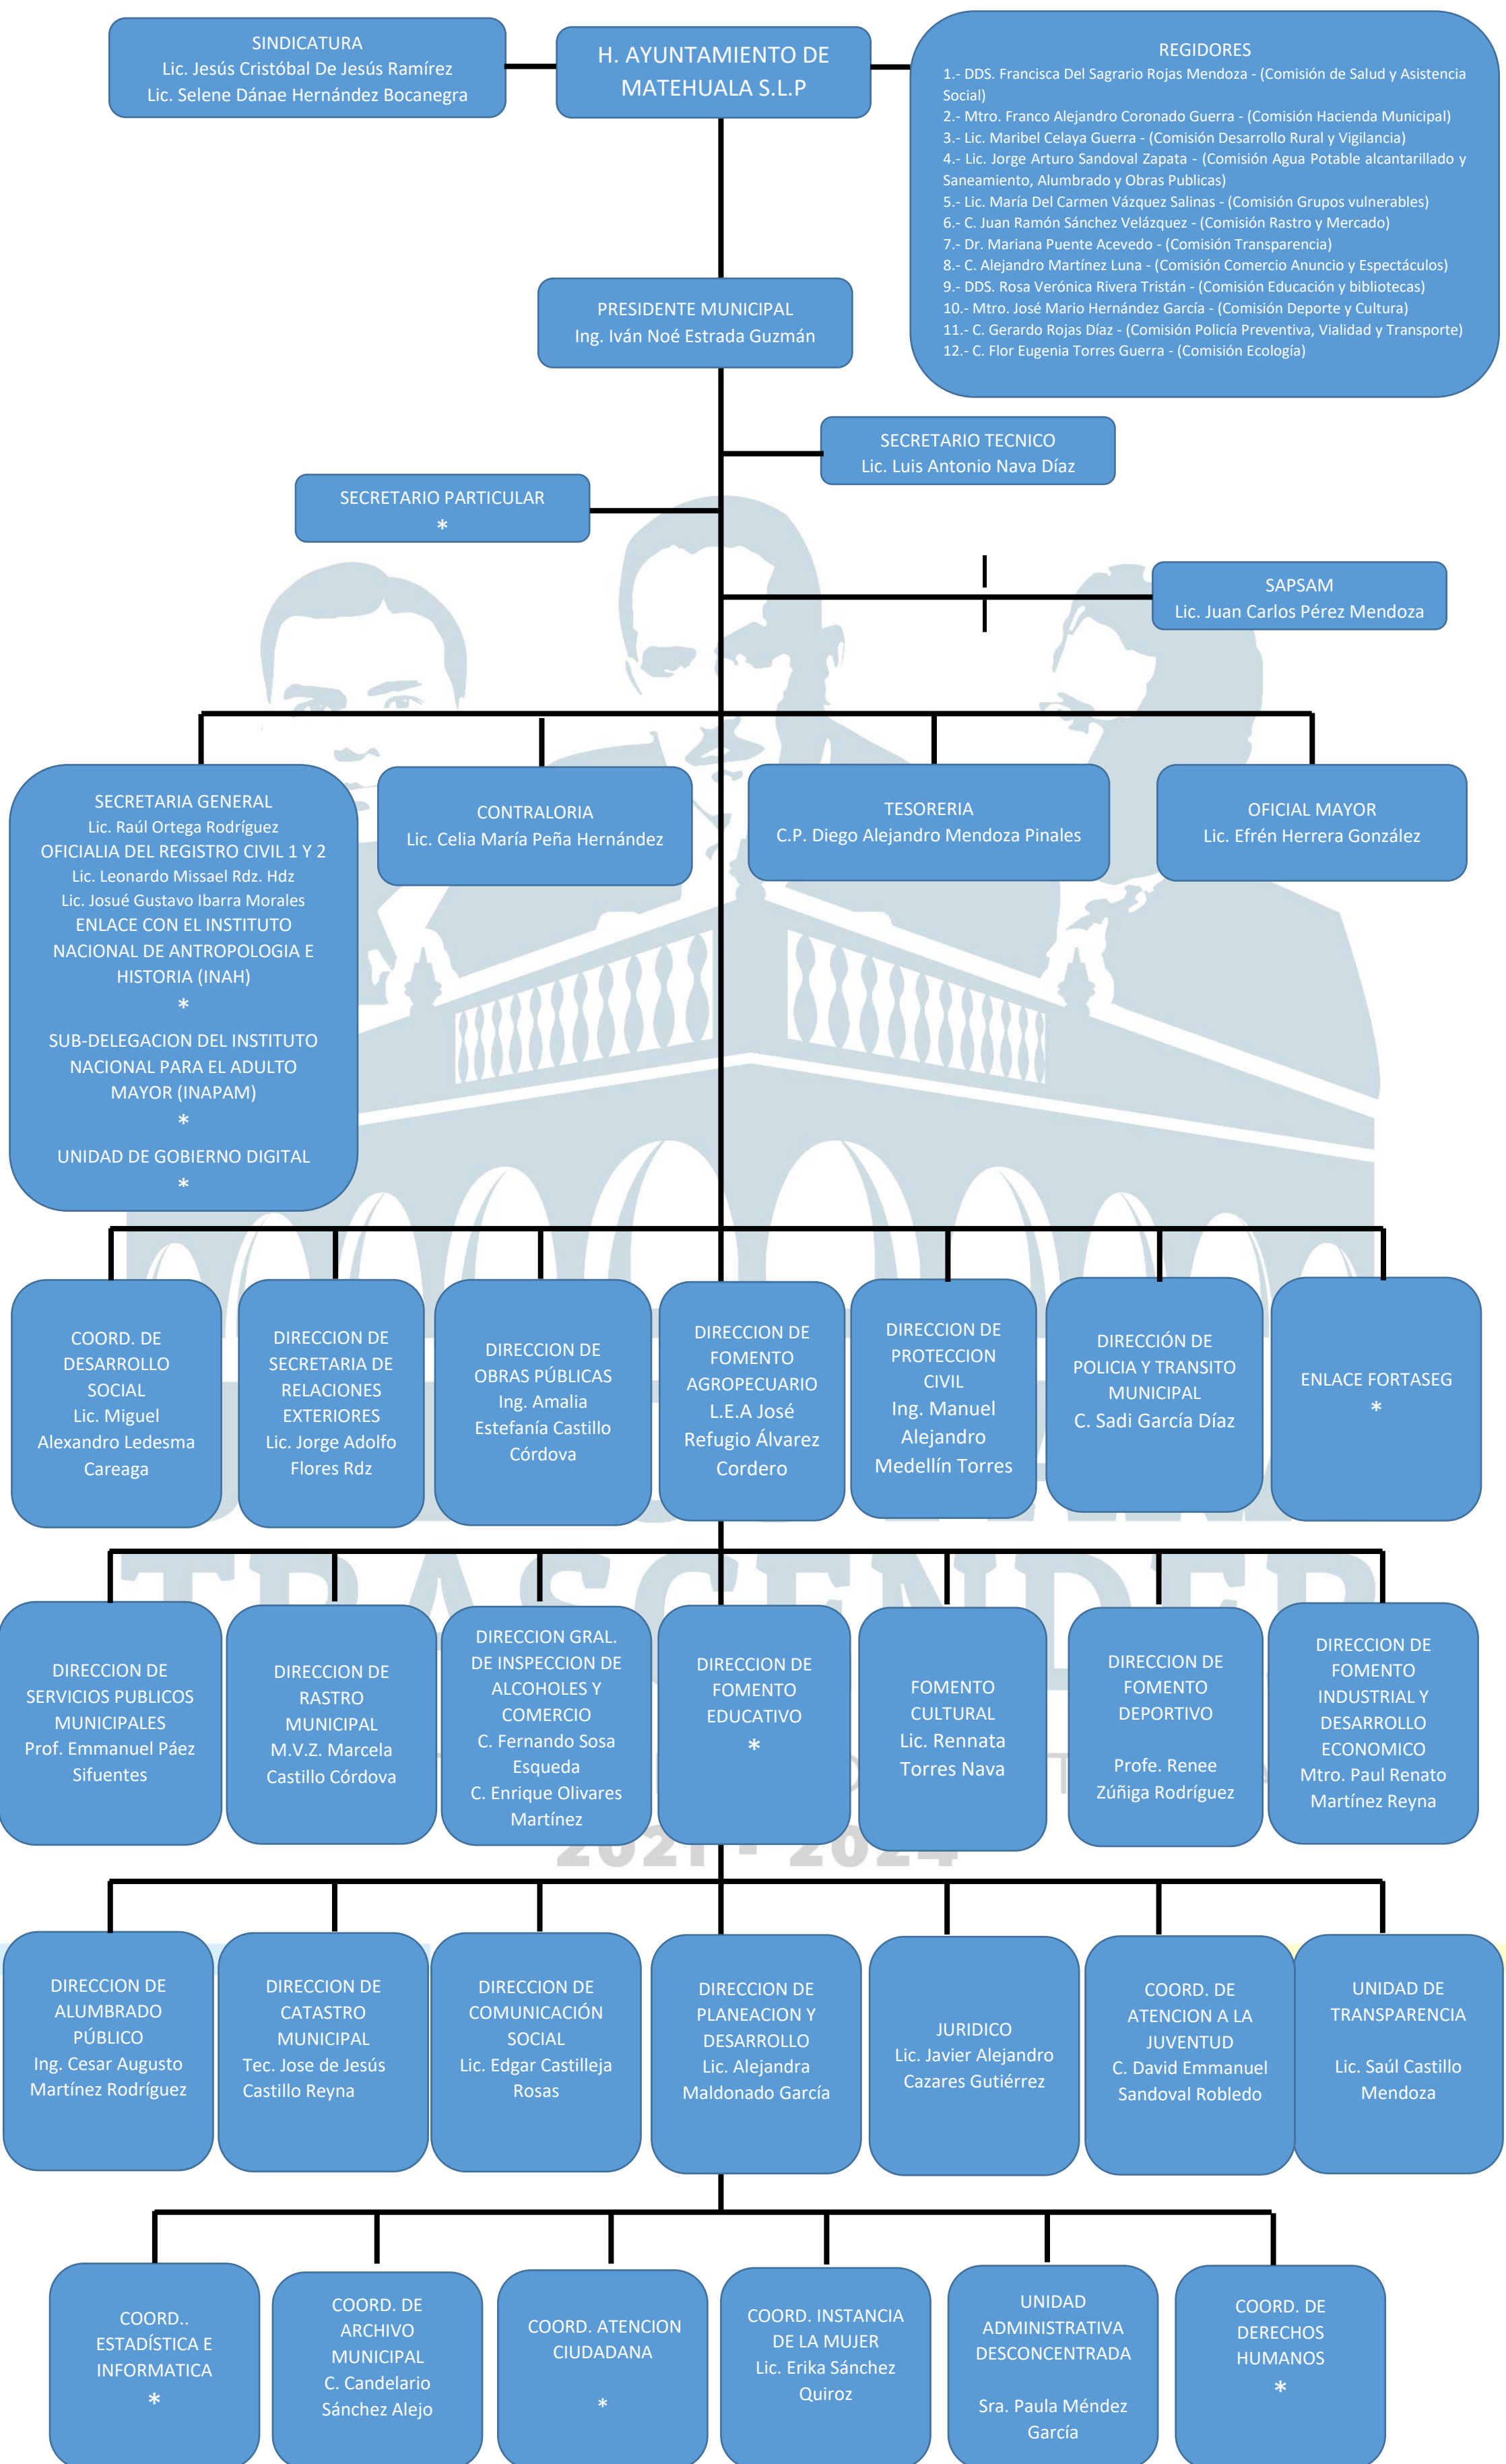 SINDICATURA
Lic. Jesús Cristóbal De Jesús Ramírez
Lic. Selene Dánae Hernández Bocanegra
H. AYUNTAMIENTO DE
MATEHUALA S.L.P
REGIDORES
1.- DDS. Francisca Del Sagrario Rojas Mendoza - (Comisión de Salud y Asistencia
Social)
2.- Mtro. Franco Alejandro Coronado Guerra - (Comisión Hacienda Municipal)
3.- Lic. Maribel Celaya Guerra - (Comisión Desarrollo Rural y Vigilancia)
4.- Lic. Jorge Arturo Sandoval Zapata - (Comisión Agua Potable alcantarillado y
Saneamiento, Alumbrado y Obras Publicas)
5.- Lic. María Del Carmen Vázquez Salinas - (Comisión Grupos vulnerables)
6.- C. Juan Ramón Sánchez Velázquez - (Comisión Rastro y Mercado)
7.- Dr. Mariana Puente Acevedo - (Comisión Transparencia)
8.- C. Alejandro Martínez Luna - (Comisión Comercio Anuncio y Espectáculos)
9.- DDS. Rosa Verónica Rivera Tristán - (Comisión Educación y bibliotecas)
10.- Mtro. José Mario Hernández García - (Comisión Deporte y Cultura)
11.- C. Gerardo Rojas Díaz - (Comisión Policía Preventiva, Vialidad y Transporte)
12.- C. Flor Eugenia Torres Guerra - (Comisión Ecología)
PRESIDENTE MUNICIPAL
Ing. Iván Noé Estrada Guzmán
SECRETARIO TECNICO
Lic. Luis Antonio Nava Díaz
SECRETARIO PARTICULAR
*
SAPSAM
Lic. Juan Carlos Pérez Mendoza
SECRETARIA GENERAL
Lic. Raúl Ortega Rodríguez
OFICIALIA DEL REGISTRO CIVIL 1 Y 2
Lic. Leonardo Missael Rdz. Hdz
Lic. Josué Gustavo Ibarra Morales
ENLACE CON EL INSTITUTO
NACIONAL DE ANTROPOLOGIA E
HISTORIA (INAH)
*
SUB-DELEGACION DEL INSTITUTO
NACIONAL PARA EL ADULTO
MAYOR (INAPAM)
*
UNIDAD DE GOBIERNO DIGITAL
*
CONTRALORIA
Lic. Celia María Peña Hernández
TESORERIA
C.P. Diego Alejandro Mendoza Pinales
OFICIAL MAYOR
Lic. Efrén Herrera González
COORD. DE
DESARROLLO
SOCIAL
Lic. Miguel
Alexandro Ledesma
Careaga
DIRECCION DE
SECRETARIA DE
RELACIONES
EXTERIORES
Lic. Jorge Adolfo
Flores Rdz
DIRECCION DE
OBRAS PÚBLICAS
Ing. Amalia
Estefanía Castillo
Córdova
DIRECCION DE
FOMENTO
AGROPECUARIO
L.E.A José
Refugio Álvarez
Cordero
DIRECCION DE
PROTECCION
CIVIL
Ing. Manuel
Alejandro
Medellín Torres
DIRECCIÓN DE
POLICIA Y TRANSITO
MUNICIPAL
C. Sadi García Díaz
ENLACE FORTASEG
*
TRASCENDER
DIRECCION DE
SERVICIOS PUBLICOS
MUNICIPALES
Prof. Emmanuel Páez
Sifuentes
DIRECCION DE
RASTRO
MUNICIPAL
M.V.Z. Marcela
Castillo Córdova
DIRECCION GRAL.
DE INSPECCION DE
ALCOHOLES Y
COMERCIO
C. Fernando Sosa
Esqueda
C. Enrique Olivares
Martínez
DIRECCION DE
FOMENTO
EDUCATIVO
*
FOMENTO
CULTURAL
Lic. Rennata
Torres Nava
DIRECCION DE
FOMENTO
DEPORTIVO
Profe. Renee
Zúñiga Rodríguez
DIRECCION DE
FOMENTO
INDUSTRIAL Y
DESARROLLO
ECONOMICO
Mtro. Paul Renato
Martínez Reyna
2021 - 2024
DIRECCION DE
ALUMBRADO
PÚBLICO
Ing. Cesar Augusto
Martínez Rodríguez
DIRECCION DE
CATASTRO
MUNICIPAL
Tec. Jose de Jesús
Castillo Reyna
DIRECCION DE
COMUNICACIÓN
SOCIAL
Lic. Edgar Castilleja
Rosas
DIRECCION DE
PLANEACION Y
DESARROLLO
Lic. Alejandra
Maldonado García
JURIDICO
Lic. Javier Alejandro
Cazares Gutiérrez
COORD. DE
ATENCION A LA
JUVENTUD
C. David Emmanuel
Sandoval Robledo
UNIDAD DE
TRANSPARENCIA
Lic. Saúl Castillo
Mendoza
COORD..
ESTADÍSTICA E
INFORMATICA
*
COORD. DE
ARCHIVO
MUNICIPAL
C. Candelario
Sánchez Alejo
COORD. ATENCION
CIUDADANA
*
COORD. INSTANCIA
DE LA MUJER
Lic. Erika Sánchez
Quiroz
UNIDAD
ADMINISTRATIVA
DESCONCENTRADA
Sra. Paula Méndez
García
COORD. DE
DERECHOS
HUMANOS
*